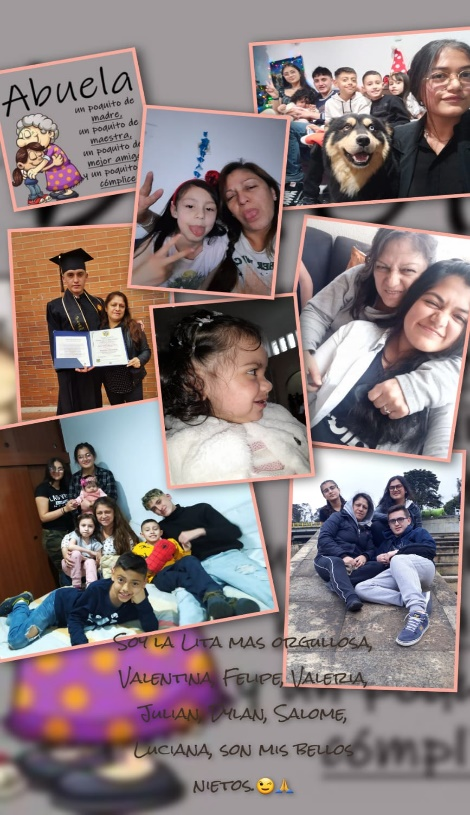 Abuela
un poquito de
madre,
un poquito de
maestra,
un poquito de
mejor amiga
y un poquito
cómplice
Soy la Lita mas orgullosa,
Valentina, Felipe, Valeria,
Julian, Dylan, Salome,
Luciana, son mis bellos
nietos.😉🙏
cómpl